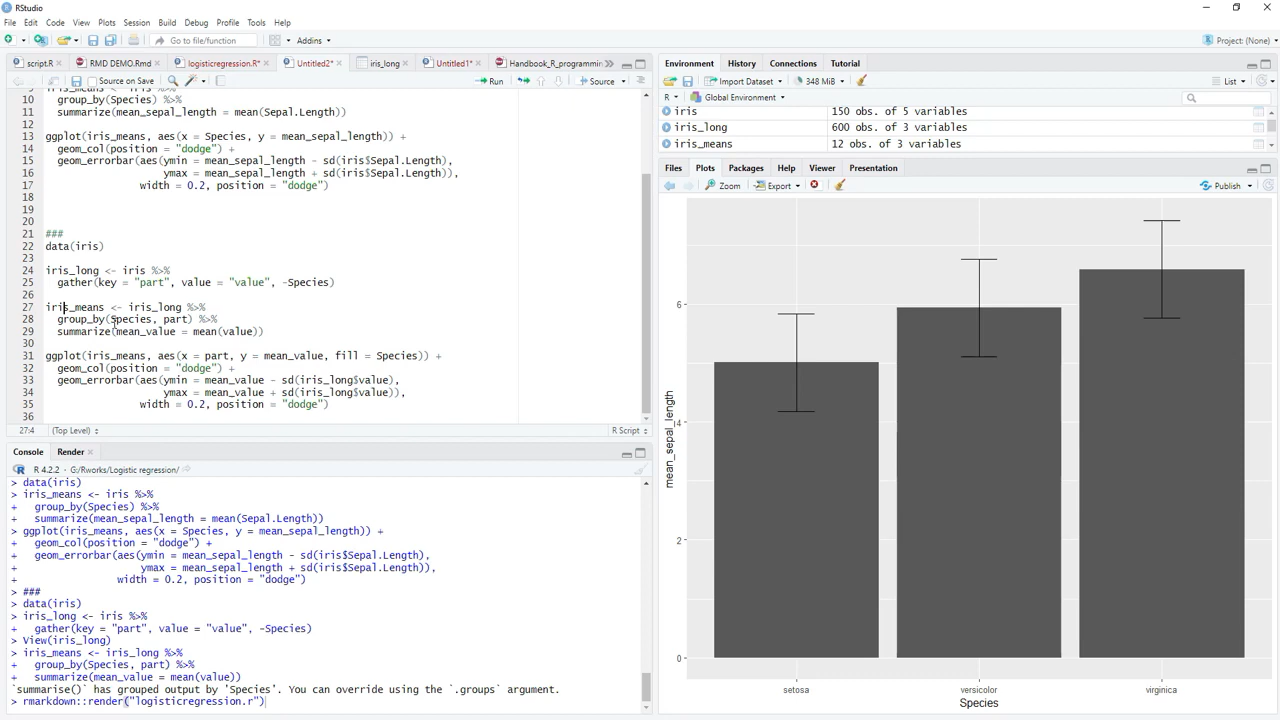 RStudio
File Edit Code View Plots Session Build Debug Profile Tools Help
Go to file/function Addins Project: (None)
script.R RMD DEMO.Rmd logisticregression.R* Untitled2* iris_long Untitled1* Handbook_R_programmin
Source on Save Run Source
9 iris_means <- iris %>%
10 group_by(Species) %>%
11 summarize(mean_sepal_length = mean(Sepal.Length))
12
13 ggplot(iris_means, aes(x = Species, y = mean_sepal_length)) +
14 geom_col(position = "dodge") +
15 geom_errorbar(aes(ymin = mean_sepal_length - sd(iris$Sepal.Length),
16 ymax = mean_sepal_length + sd(iris$Sepal.Length)),
17 width = 0.2, position = "dodge")
18
19
20
21 ###
22 data(iris)
23
24 iris_long <- iris %>%
25 gather(key = "part", value = "value", -Species)
26
27 iris_means <- iris_long %>%
28 group_by(Species, part) %>%
29 summarize(mean_value = mean(value))
30
31 ggplot(iris_means, aes(x = part, y = mean_value, fill = Species)) +
32 geom_col(position = "dodge") +
33 geom_errorbar(aes(ymin = mean_value - sd(iris_long$value),
34 ymax = mean_value + sd(iris_long$value)),
35 width = 0.2, position = "dodge")
36
27:4 (Top Level) R Script
Console Render
R 4.2.2 · G:/Rworks/Logistic regression/
> data(iris)
> iris_means <- iris %>%
+ group_by(Species) %>%
+ summarize(mean_sepal_length = mean(Sepal.Length))
> ggplot(iris_means, aes(x = Species, y = mean_sepal_length)) +
+ geom_col(position = "dodge") +
+ geom_errorbar(aes(ymin = mean_sepal_length - sd(iris$Sepal.Length),
+ ymax = mean_sepal_length + sd(iris$Sepal.Length)),
+ width = 0.2, position = "dodge")
> ###
> data(iris)
> iris_long <- iris %>%
+ gather(key = "part", value = "value", -Species)
> View(iris_long)
> iris_means <- iris_long %>%
+ group_by(Species, part) %>%
+ summarize(mean_value = mean(value))
`summarise()` has grouped output by 'Species'. You can override using the `.groups` argument.
> rmarkdown::render("logisticregression.r")
Environment History Connections Tutorial
Import Dataset 348 MiB List
R Global Environment
iris 150 obs. of 5 variables
iris_long 600 obs. of 3 variables
iris_means 12 obs. of 3 variables
Files Plots Packages Help Viewer Presentation
Zoom Export Publish
mean_sepal_length
6
4
2
0
setosa versicolor virginica
Species